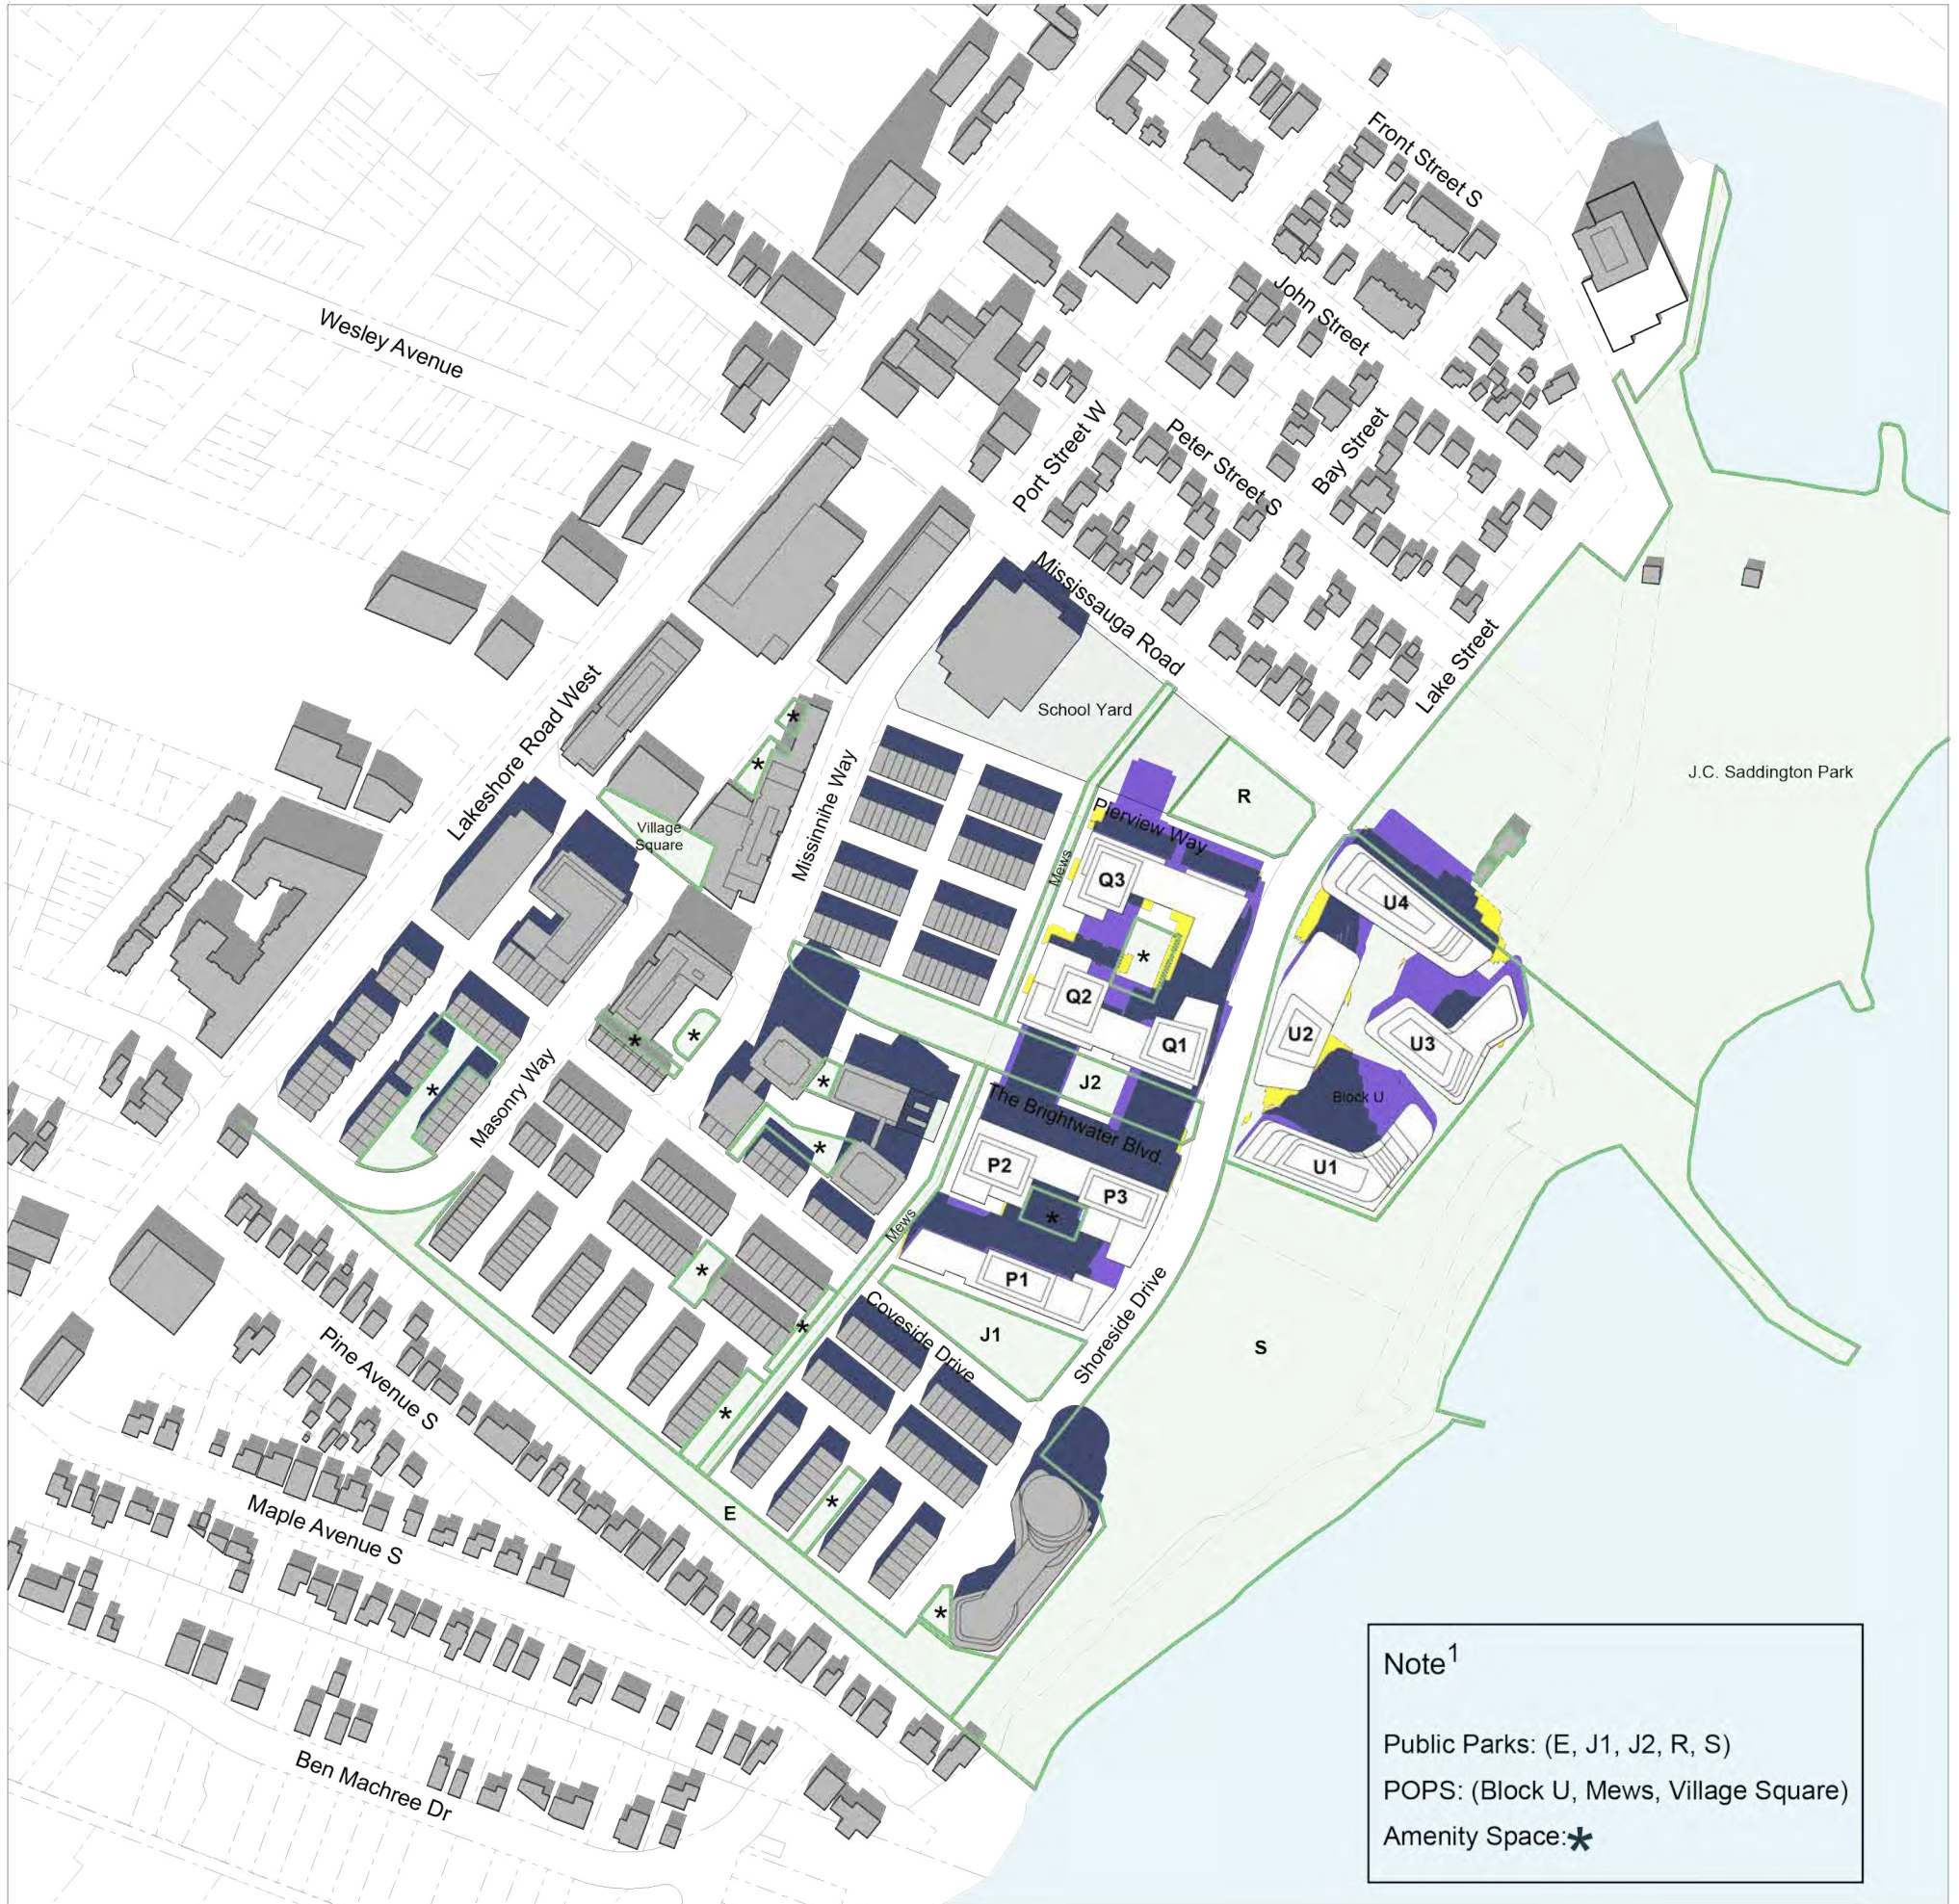 Front Street S
Wesley Avenue
John Street
Port Street W
Peter Street S
Bay Street
Mississauga Road
Lake Street
Lakeshore Road West
School Yard
*
*
Missinnihe Way
J.C. Saddington Park
R
Pierview Way
Village
Square
Mews
Q3
U4
*
Q2
*
*
U2
Q1
U3
*
*
J2
Block U
Masonry Way
The Brightwater Blvd.
*
P2
U1
P3
*
Mews
*
P1
Coveside Drive
*
J1
Shoreside Drive
S
Pine Avenue S
*
*
E
Maple Avenue S
*
Ben Machree Dr
Note1
Public Parks: (E, J1, J2, R, S)
POPS: (Block U, Mews, Village Square)
Amenity Space:*